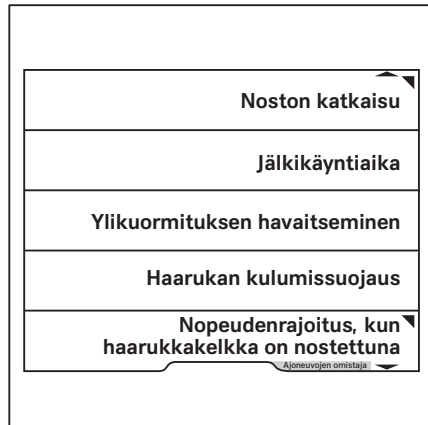 Noston katkaisu
Jälkikäyntiaika
Ylikuormituksen havaitseminen
Haarukan kulumissuojaus
Nopeudenrajoitus, kun
haarukkakelkka on nostettuna
Ajoneuvojen omistaja